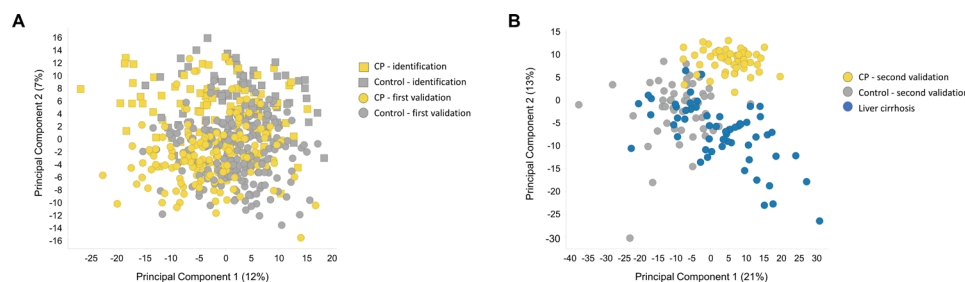 A
Principal Component 2 (7%)
16
14
12
10
8
6
4
2
0
-2
-4
-6
-8
-10
-12
-14
-16
-25 -20 -15 -10 -5 0 5 10 15 20
Principal Component 1 (12%)
CP - identification
Control - identification
CP - first validation
Control - first validation
B
Principal Component 2 (13%)
15
10
5
0
-5
-10
-15
-20
-25
-30
-40 -35 -30 -25 -20 -15 -10 -5 0 5 10 15 20 25 30
Principal Component 1 (21%)
CP - second validation
Control - second validation
Liver cirrhosis